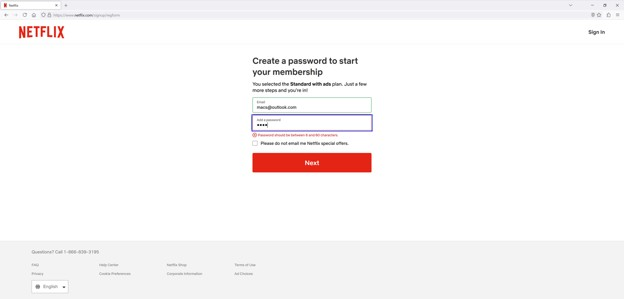 Netflix
https://www.netflix.com/signup/regform
NETFLIX
Sign In
Create a password to start
your membership
You selected the Standard with ads plan. Just a few
more steps and you're in!
Email
macs@outlook.com
Add a password
••••
Password should be between 6 and 60 characters.
Please do not email me Netflix special offers.
Next
Questions? Call 1-866-939-3195
FAQ
Help Center
Netflix Shop
Terms of Use
Privacy
Cookie Preferences
Corporate Information
Ad Choices
English